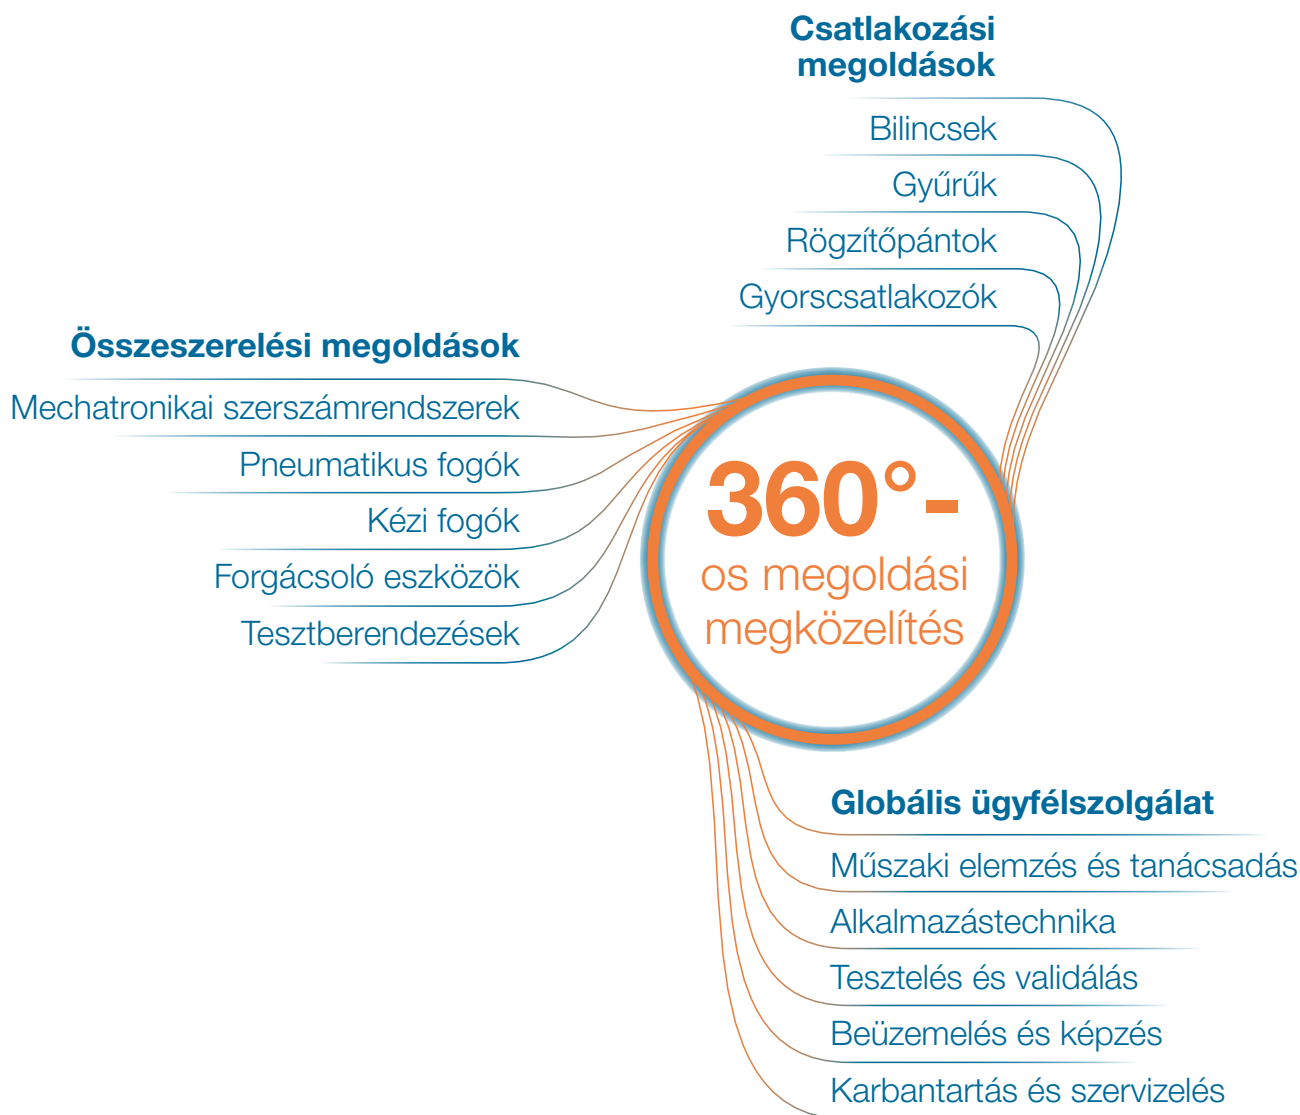 Csatlakozási
megoldások
Bilincsek
Gyűrűk
Rögzítőpántok
Gyorscsatlakozók
Összeszerelési megoldások
Mechatronikai szerszámrendszerek
Pneumatikus fogók
Kézi fogók
Forgácsoló eszközök
Tesztberendezések
360°-
os megoldási
megközelítés
Globális ügyfélszolgálat
Műszaki elemzés és tanácsadás
Alkalmazástechnika
Tesztelés és validálás
Beüzemelés és képzés
Karbantartás és szervizelés